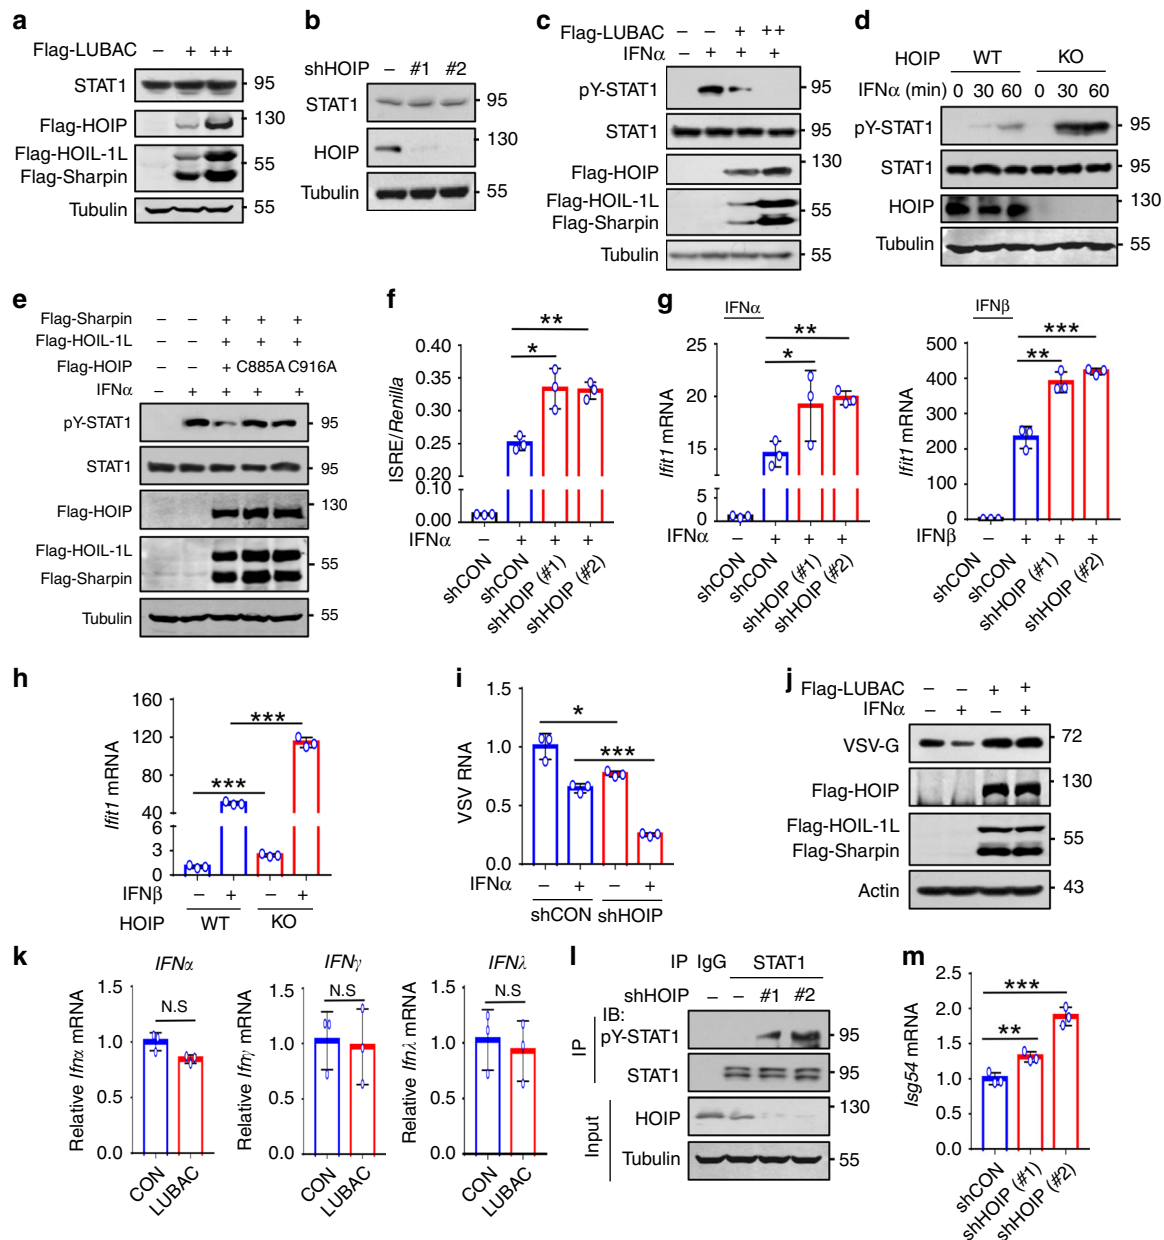 a
Flag-LUBAC – + ++
STAT1 95
Flag-HOIP 130
Flag-HOIL-1L
Flag-Sharpin 55
Tubulin 55
b
shHOIP – #1 #2
STAT1 95
HOIP 130
Tubulin 55
c
Flag-LUBAC – – + ++
IFNα – + + +
pY-STAT1 95
STAT1 95
Flag-HOIP 130
Flag-HOIL-1L
Flag-Sharpin 55
Tubulin 55
d
HOIP WT KO
IFNα (min) 0 30 60 0 30 60
pY-STAT1 95
STAT1 95
HOIP 130
Tubulin 55
e
Flag-Sharpin – – + + +
Flag-HOIL-1L – – + + +
Flag-HOIP – – + C885A C916A
IFNα – + + + +
pY-STAT1 95
STAT1 95
Flag-HOIP 130
Flag-HOIL-1L
Flag-Sharpin 55
Tubulin 55
f
ISRE/Renilla
0.40
0.35
0.30
0.25
0.20
0.10
0.00
* **
IFNα – + + +
shCON shCON shHOIP (#1) shHOIP (#2)
g
IFNα
Ifit1 mRNA
25
20
15
5
0
* **
IFNα – + + +
shCON shCON shHOIP (#1) shHOIP (#2)
IFNβ
Ifit1 mRNA
500
400
300
200
100
0
** ***
IFNβ – + + +
shCON shCON shHOIP (#1) shHOIP (#2)
h
Ifit1 mRNA
160
120
80
40
6
3
0
*** ***
IFNβ – + – +
HOIP WT KO
i
VSV RNA
1.5
1.0
0.5
0.0
* ***
IFNα – + – +
shCON shHOIP
j
Flag-LUBAC – – + +
IFNα – + – +
VSV-G 72
Flag-HOIP 130
Flag-HOIL-1L
Flag-Sharpin 55
Actin 43
k
IFNα
Relative Ifnα mRNA
1.5
1.0
0.5
0.0
N.S
CON LUBAC
IFNγ
Relative Ifnγ mRNA
1.5
1.0
0.5
0.0
N.S
CON LUBAC
IFNλ
Relative Ifnλ mRNA
1.5
1.0
0.5
0.0
N.S
CON LUBAC
l
IP IgG STAT1
shHOIP – – #1 #2
IB:
IP
pY-STAT1 95
STAT1 95
Input
HOIP 130
Tubulin 55
m
Isg54 mRNA
2.5
2.0
1.5
1.0
0.5
0.0
** ***
shCON shHOIP (#1) shHOIP (#2)